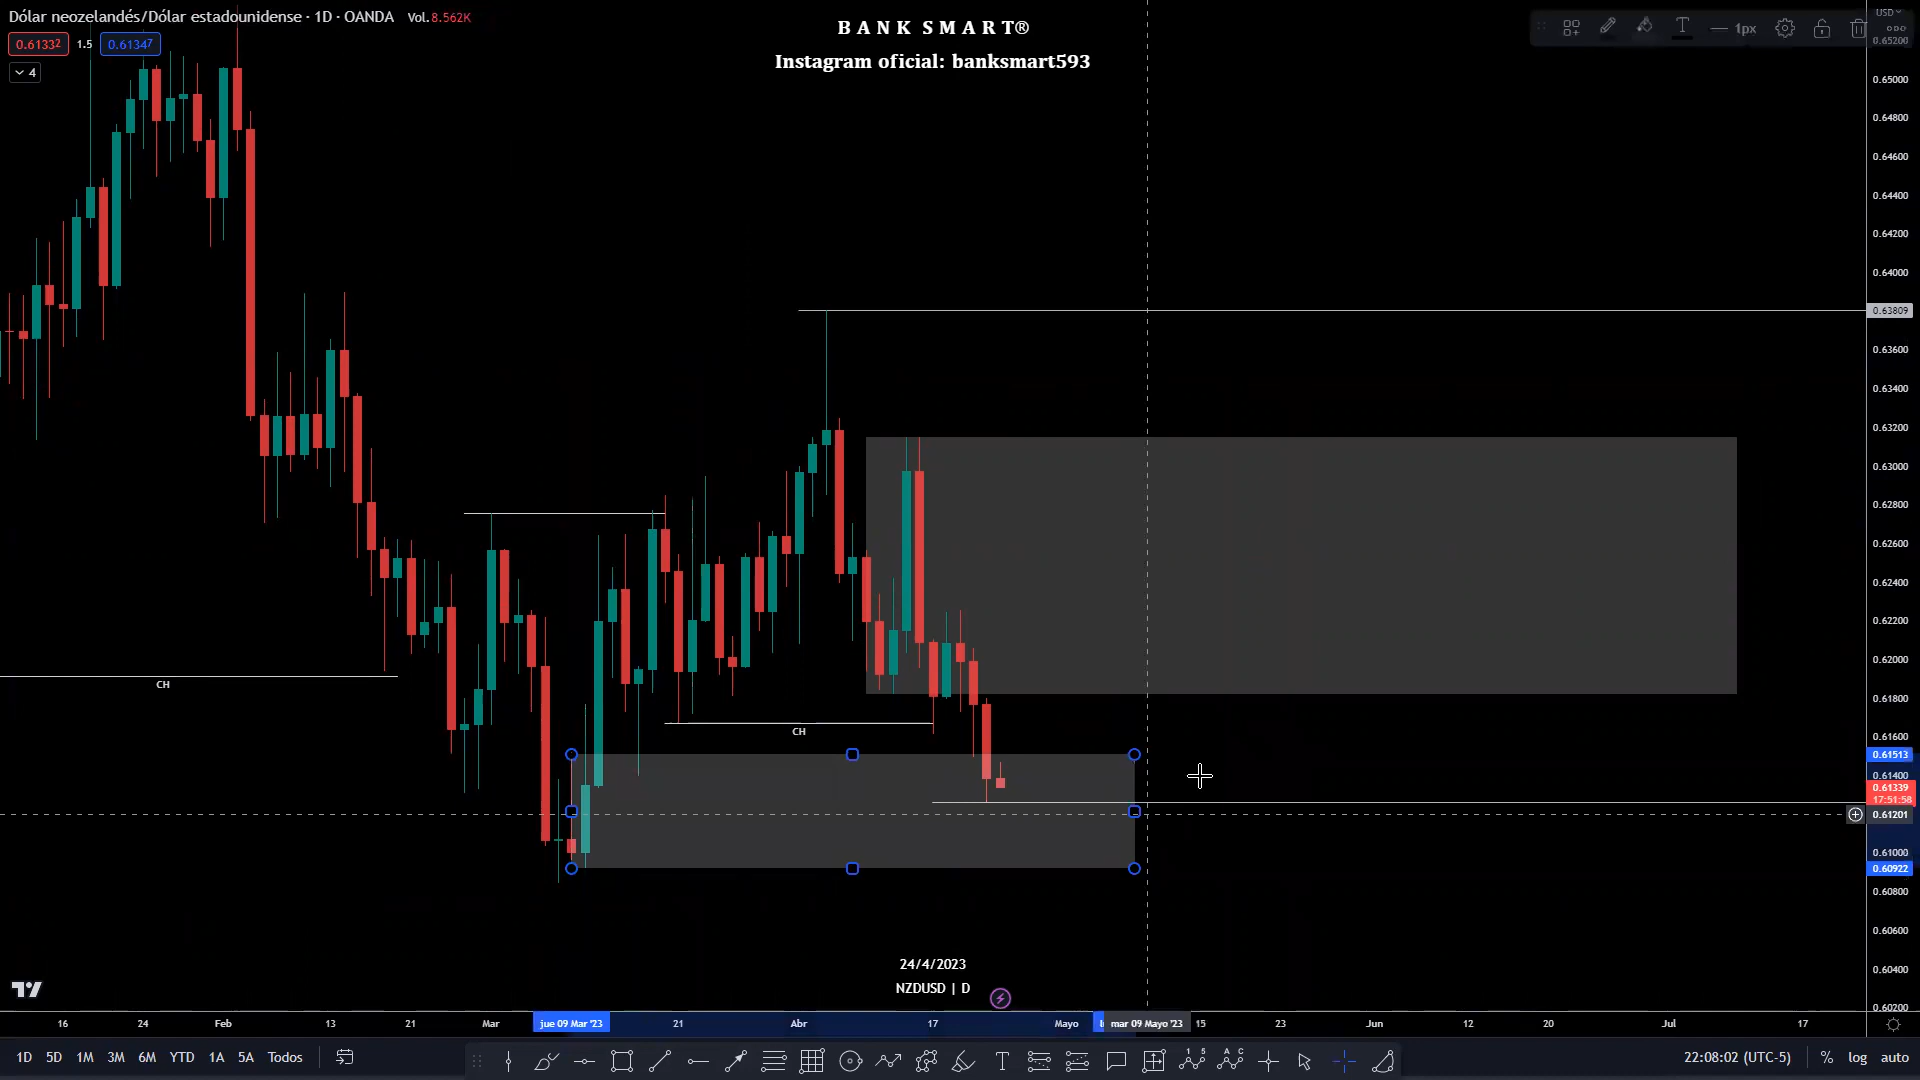 Dólar neozelandés/Dólar estadounidense · 1D · OANDA Vol.8.562K
0.61332 1.5 0.61347
4
B A N K S M A R T®
Instagram oficial: banksmart593
1px
USD
0.65200
0.65000
0.64800
0.64600
0.64400
0.64200
0.64000
0.63809
0.63600
0.63400
0.63200
0.63000
0.62800
0.62600
0.62400
0.62200
0.62000
0.61800
0.61600
0.61513
0.61400
0.61339
17:51:58
0.61201
0.61000
0.60922
0.60800
0.60600
0.60400
0.60200
CH
CH
24/4/2023
NZDUSD | D
16 24 Feb 13 21 Mar jue 09 Mar '23 21 Abr 17 Mayo mar 09 Mayo '23 15 23 Jun 12 20 Jul 17
1D 5D 1M 3M 6M YTD 1A 5A Todos
22:08:02 (UTC-5) % log auto